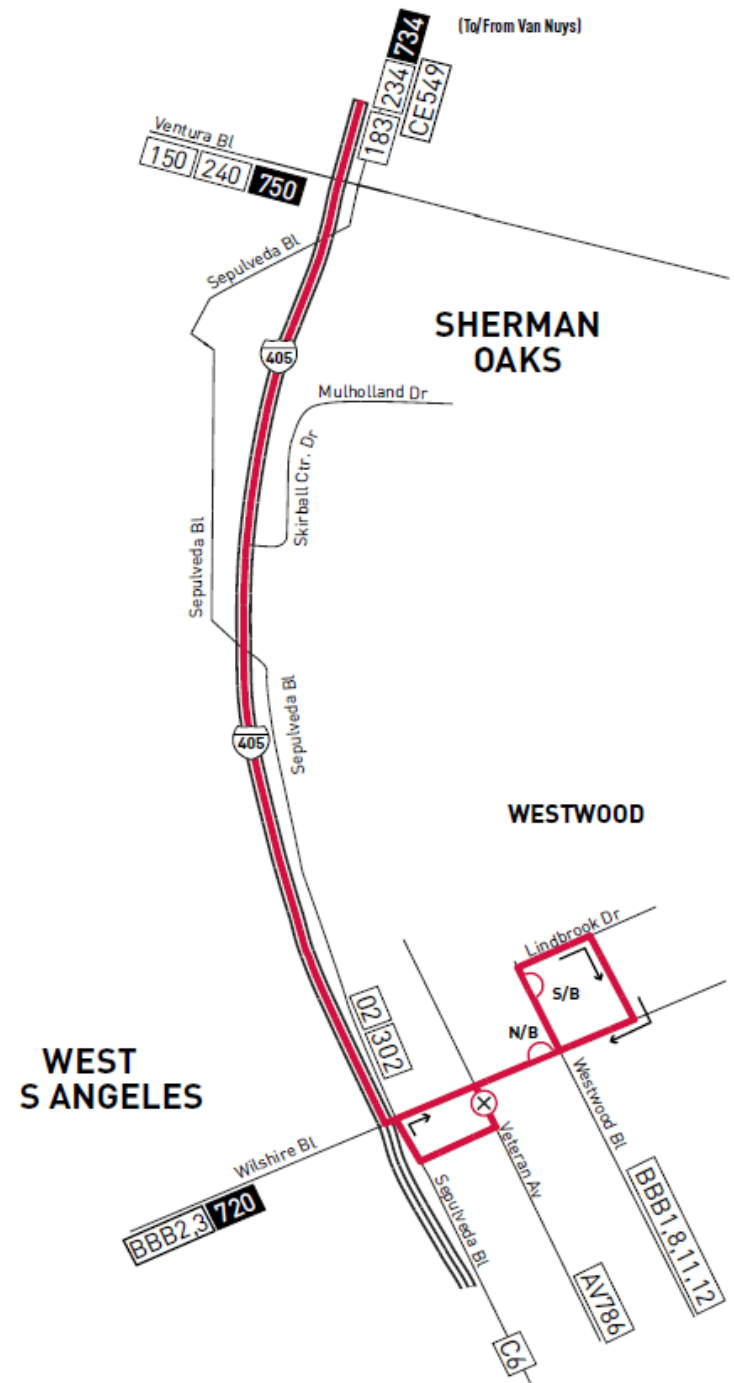 (To/From Van Nuys)
734
183 234
CE549
Ventura Bl
150 240 750
Sepulveda Bl
SHERMAN
OAKS
405
Mulholland Dr
Skirball Ctr. Dr
Sepulveda Bl
Sepulveda Bl
405
WESTWOOD
Lindbrook Dr
S/B
N/B
02 302
WEST
S ANGELES
Wilshire Bl
BBB2,3 720
Westwood Bl
Veteran Av
Sepulveda Bl
BBB1,8,11,12
AV786
C6